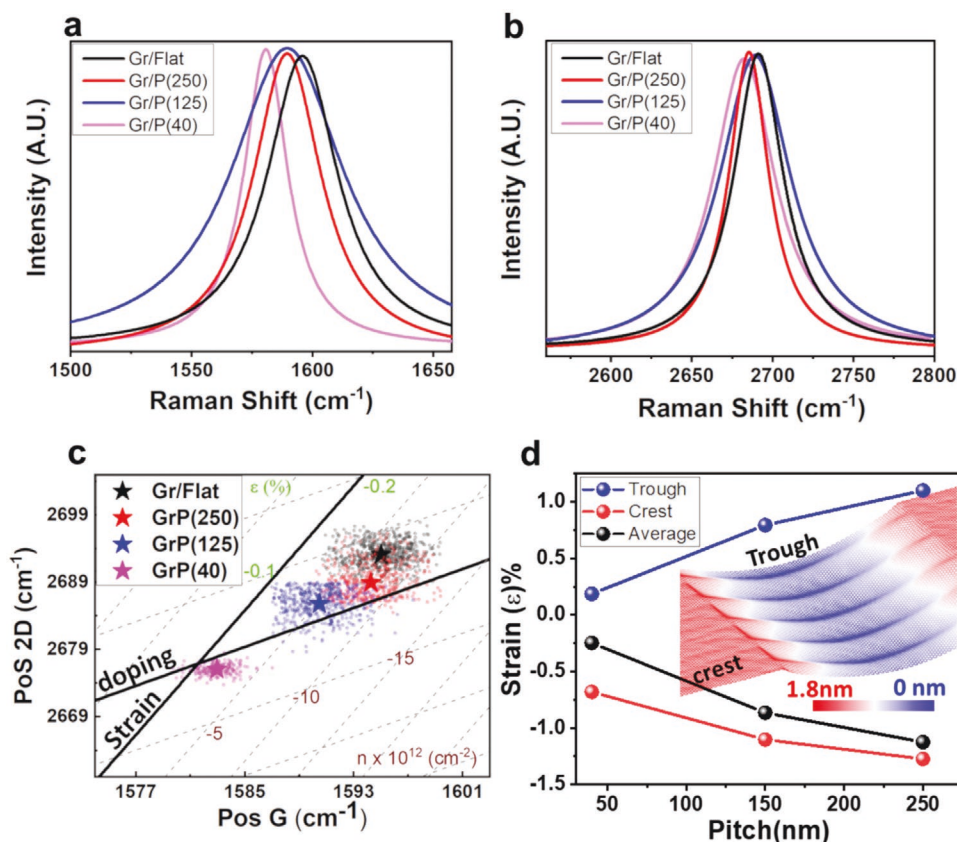 a
Gr/Flat
Gr/P(250)
Gr/P(125)
Gr/P(40)
Intensity (A.U.)
1500
1550
1600
1650
Raman Shift (cm⁻¹)
b
Gr/Flat
Gr/P(250)
Gr/P(125)
Gr/P(40)
Intensity (A.U.)
2600
2650
2700
2750
2800
Raman Shift (cm⁻¹)
c
Gr/Flat
GrP(250)
GrP(125)
GrP(40)
ε (%)
-0.2
-0.1
doping
Strain
-15
-10
-5
n x 10¹² (cm⁻²)
PoS 2D (cm⁻¹)
2699
2689
2679
2669
1577
1585
1593
1601
Pos G (cm⁻¹)
d
Trough
Crest
Average
Trough
crest
1.8nm
0 nm
Strain (ε)%
1.0
0.5
0.0
-0.5
-1.0
-1.5
50
100
150
200
250
Pitch(nm)